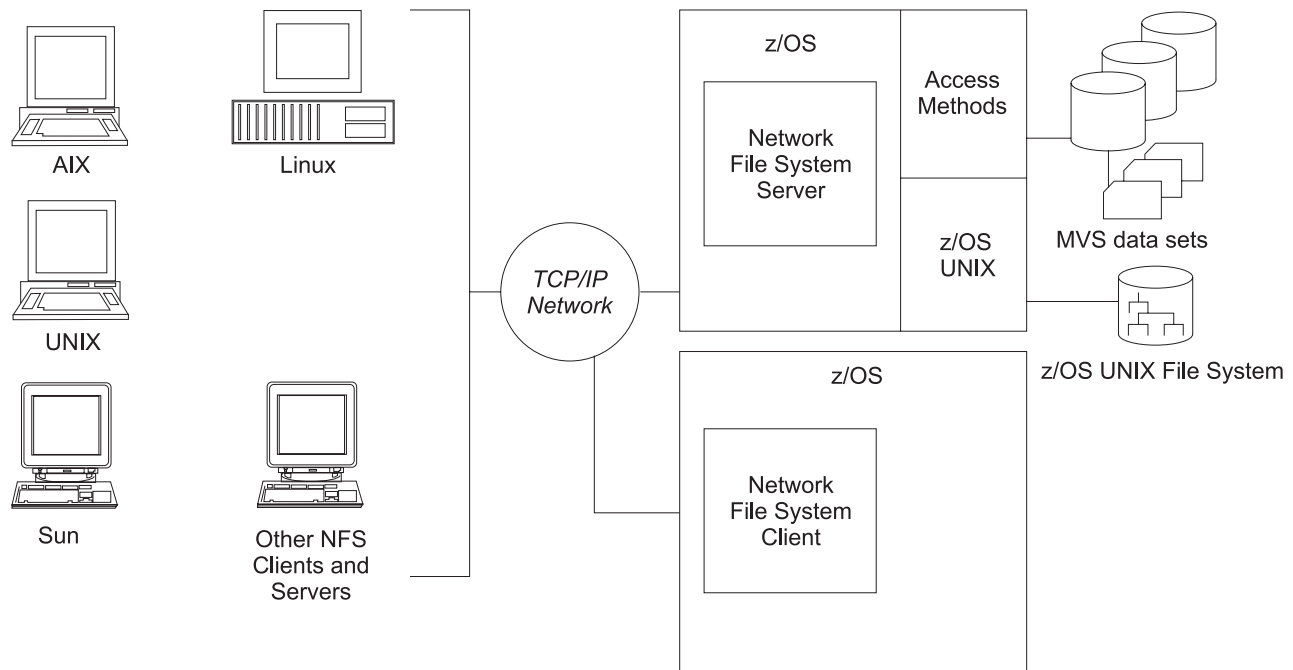 AIX
Linux
UNIX
Sun
Other NFS
Clients and
Servers
TCP/IP
Network
z/OS
Network
File System
Server
Access
Methods
z/OS
UNIX
MVS data sets
z/OS UNIX File System
z/OS
Network
File System
Client